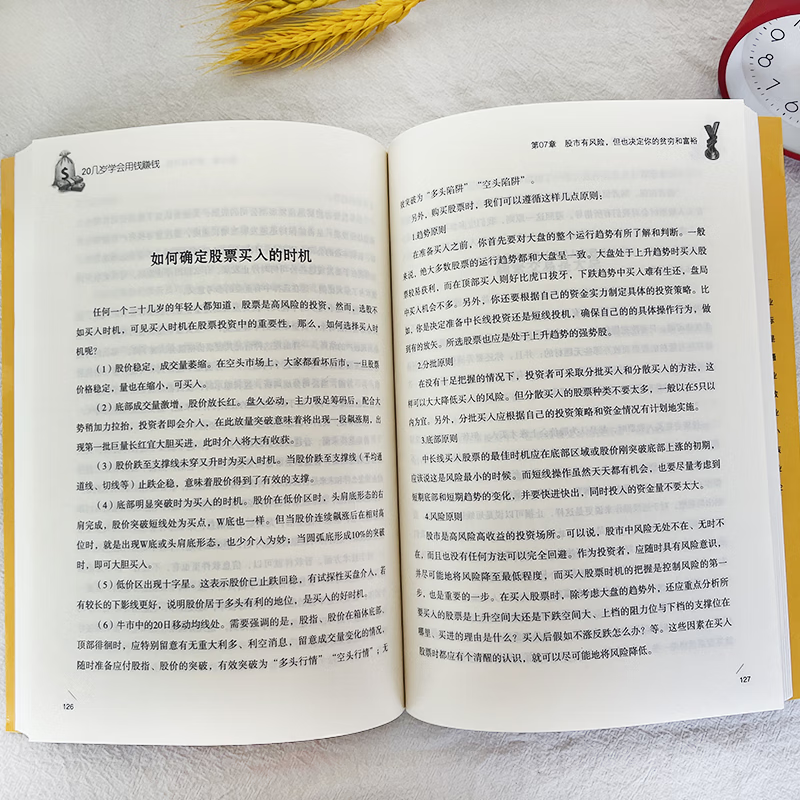 20几岁学会用钱赚钱
如何确定股票买入的时机
任何一个二十几岁的年轻人都知道，股票是高风险的投资，然而，选股不
如买入时机，可见买入时机在股票投资中的重要性，那么，如何选择买入时
机呢？
（1）股价稳定，成交量萎缩。在空头市场上，大家都看坏后市，一旦股票
价格稳定，量也在缩小，可买入。
（2）底部成交量激增，股价放长红。盘久必动，主力吸足筹码后，配合大
势稍加力拉抬，投资者即会介入，在此放量突破意味着将出现一段飙涨期，出
现第一批巨量长红宜大胆买进，此时介入将大有收获。
（3）股价跌至支撑线未穿又升时为买入时机。当股价跌至支撑线（平均通
道线、切线等）止跌企稳，意味着股价得到了有效的支撑。
（4）底部明显突破时为买入的时机。股价在低价区时，头肩底形态的右
肩完成，股价突破短线处为买点，W底也一样。但当股价连续飙涨后在相对高
位时，就是出现W底或头肩底形态，也少介入为妙；当圆弧底形成10%的突破
时，即可大胆买入。
（5）低价区出现十字星。这表示股价已止跌回稳，有试探性买盘介入，若
有较长的下影线更好，说明股价居于多头有利的地位，是买入的好时机。
（6）牛市中的20日移动均线处。需要强调的是，股指、股价在箱体底部、
顶部徘徊时，应特别留意有无重大利多、利空消息，留意成交量变化的情况，
随时准备应付股指、股价的突破，有效突破为“多头行情”“空头行情”；无
126
第07章 股市有风险，但也决定你的贫穷和富裕
效突破为“多头陷阱”“空头陷阱”。
另外，购买股票时，我们可以遵循这样几点原则：
1.趋势原则
在准备买入之前，你首先要对大盘的整个运行趋势有所了解和判断。一般
来说，他大多数股票的运行趋势都和大盘呈一致。大盘处于上升趋势时买入股
票较易获利，而在顶部买入则好比虎口拔牙，下跌趋势中买入难有生还，盘局
中买入机会不多。另外，你还要根据自己的资金实力制定具体的投资策略。比
如，你是决定准备中长线投资还是短线投机，确保自己的的具体操作行为，做
到有的放矢。所选股票也应是处于上升趋势的强势股。
2.分批原则
在没有十足把握的情况下，投资者可采取分批买入和分散买入的方法，这
样可以大大降低买入的风险。但分散买入的股票种类不要太多，一般以在5只以
内为宜。另外，分批买入应根据自己的投资策略和资金情况有计划地实施。
3.底部原则
中长线买入股票的最佳时机应在底部区域或股价刚突破底部上涨的初期，
应该说这是风险最小的时候。而短线操作虽然天天都有机会，也要尽量考虑到
短期底部和短期趋势的变化，并要快进快出，同时投入的资金量不要太大。
4.风险原则
股市是高风险高收益的投资场所。可以说，股市中风险无处不在、无时不
在，而且也没有任何方法可以完全回避。作为投资者，应随时具有风险意识，
并尽可能地将风险降至最低程度，而买入股票时机的把握是控制风险的第一
步，也是重要的一步。在买入股票时，除考虑大盘的趋势外，还应重点分析所
要买入的股票是上升空间大还是下跌空间大、上档的阻力位与下档的支撑位在
哪里、买进的理由是什么？买入后假如不涨反跌怎么办？等。这些因素在买入
股票时都应有个清醒的认识，就可以尽可能地将风险降低。
127